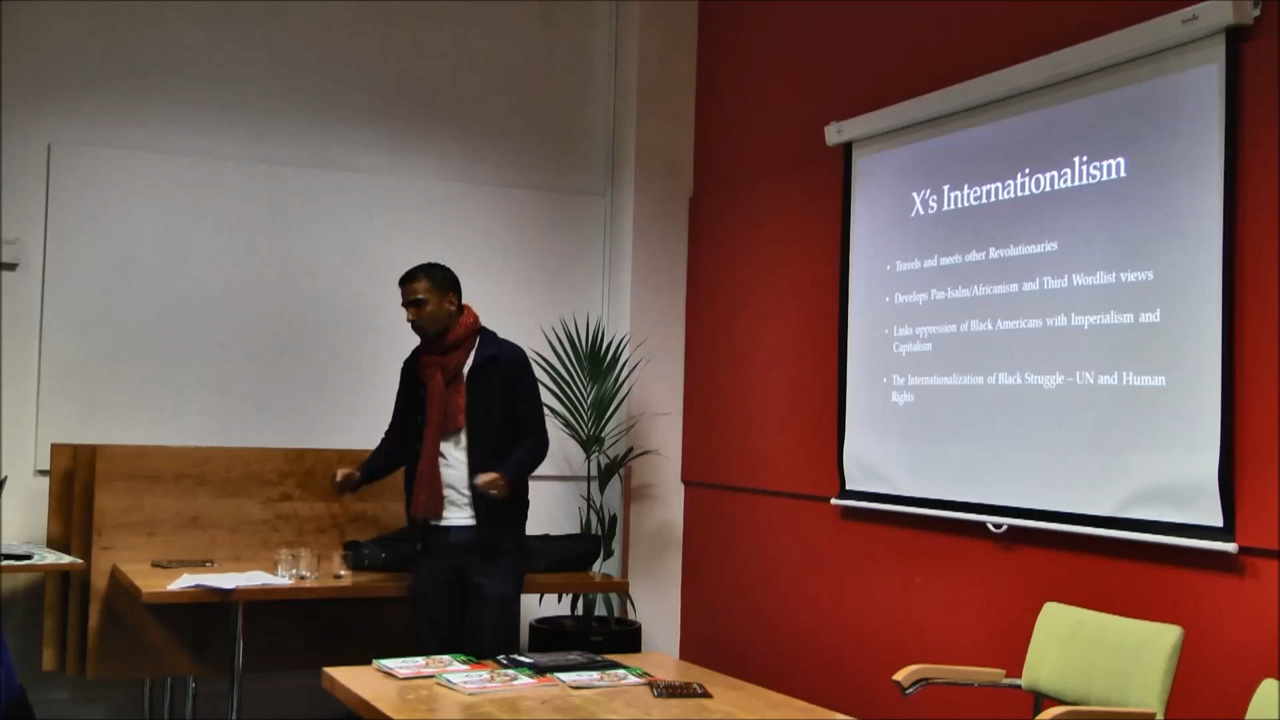 X's Internationalism
• Travels and meets other Revolutionaries
• Develops Pan-Isalm/Africanism and Third Wordlist views
• Links oppression of Black Americans with Imperialism and
Capitalism
• The Internationalization of Black Struggle – UN and Human
Rights